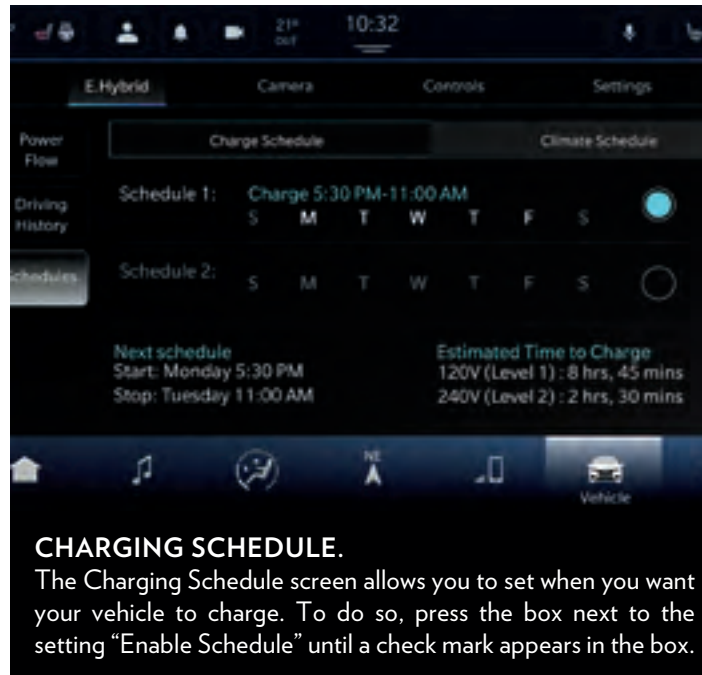 21°
OUT
10:32
E.Hybrid Camera Controls Settings
Power
Flow
Charge Schedule Climate Schedule
Driving
History
Schedule 1: Charge 5:30 PM-11:00 AM
S M T W T F S
Schedules
Schedule 2:
S M T W T F S
Next schedule
Start: Monday 5:30 PM
Stop: Tuesday 11:00 AM
Estimated Time to Charge
120V (Level 1) : 8 hrs, 45 mins
240V (Level 2) : 2 hrs, 30 mins
NE
Vehicle
CHARGING SCHEDULE.
The Charging Schedule screen allows you to set when you want
your vehicle to charge. To do so, press the box next to the
setting “Enable Schedule” until a check mark appears in the box.